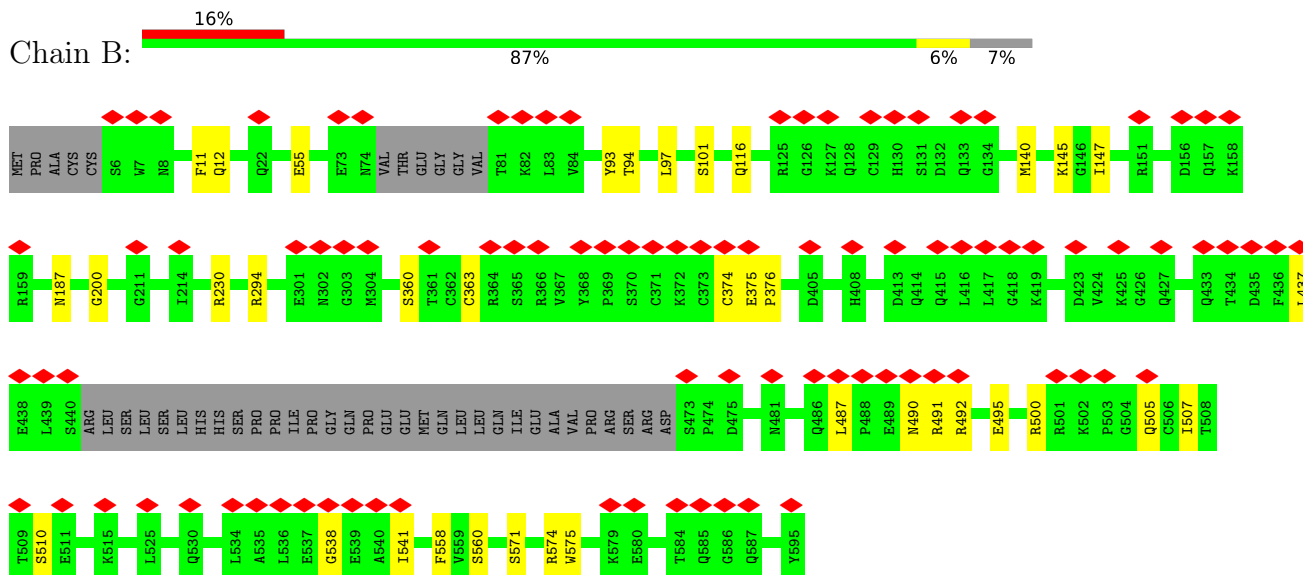 16%
Chain B:
87% 6% 7%
MET PRO ALA CYS CYS S6 W7 N8 F11 Q12 Q22 E55 E73 N74 VAL THR GLU GLY GLY VAL T81 K82 L83 V84 Y93 T94 L97 S101 Q116 R125 G126 K127 Q128 C129 H130 S131 D132 Q133 G134 M140 K145 G146 I147 R151 D156 Q157 K158
R159 N187 G200 G211 I214 R230 R294 E301 N302 G303 M304 S360 T361 C362 C363 R364 S365 R366 V367 Y368 P369 S370 C371 K372 C373 C374 E375 P376 D405 H408 D413 Q414 Q415 L416 L417 G418 K419 D423 V424 K425 G426 Q427 Q433 T434 D435 F436 L437
E438 L439 S440 ARG LEU SER LEU SER LEU HIS HIS SER PRO PRO ILE PRO GLY GLN PRO GLU GLU MET GLN LEU LEU GLN ILE GLU ALA VAL PRO ARG SER ARG ASP S473 P474 D475 N481 Q486 L487 P488 E489 N490 R491 R492 E495 R500 R501 K502 P503 G504 Q505 C506 I507 T508
T509 S510 E511 K515 L525 Q530 L534 A535 L536 E537 G538 E539 A540 I541 F558 V559 S560 S571 R574 W575 K579 E580 T584 Q585 G586 Q587 Y595